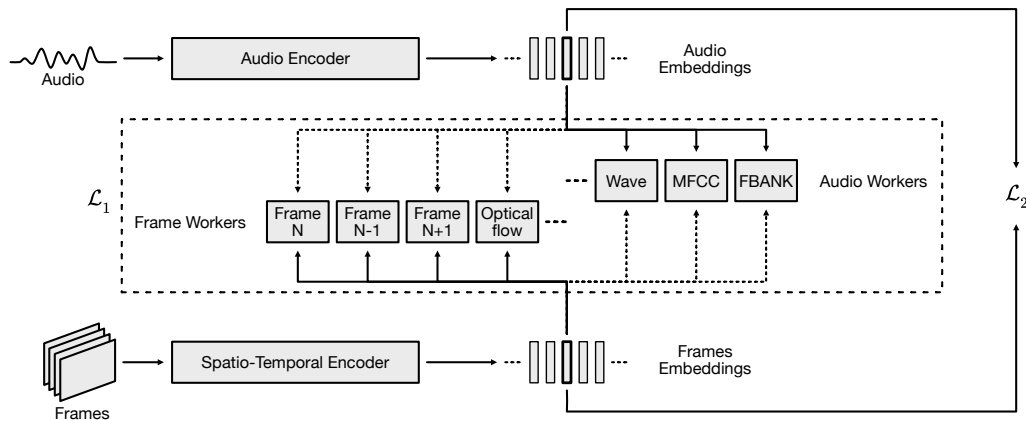 Audio
Audio Encoder
Audio
Embeddings
ℒ₁
Frame Workers
Frame
N
Frame
N-1
Frame
N+1
Optical
flow
Wave
MFCC
FBANK
Audio Workers
ℒ₂
Frames
Spatio-Temporal Encoder
Frames
Embeddings